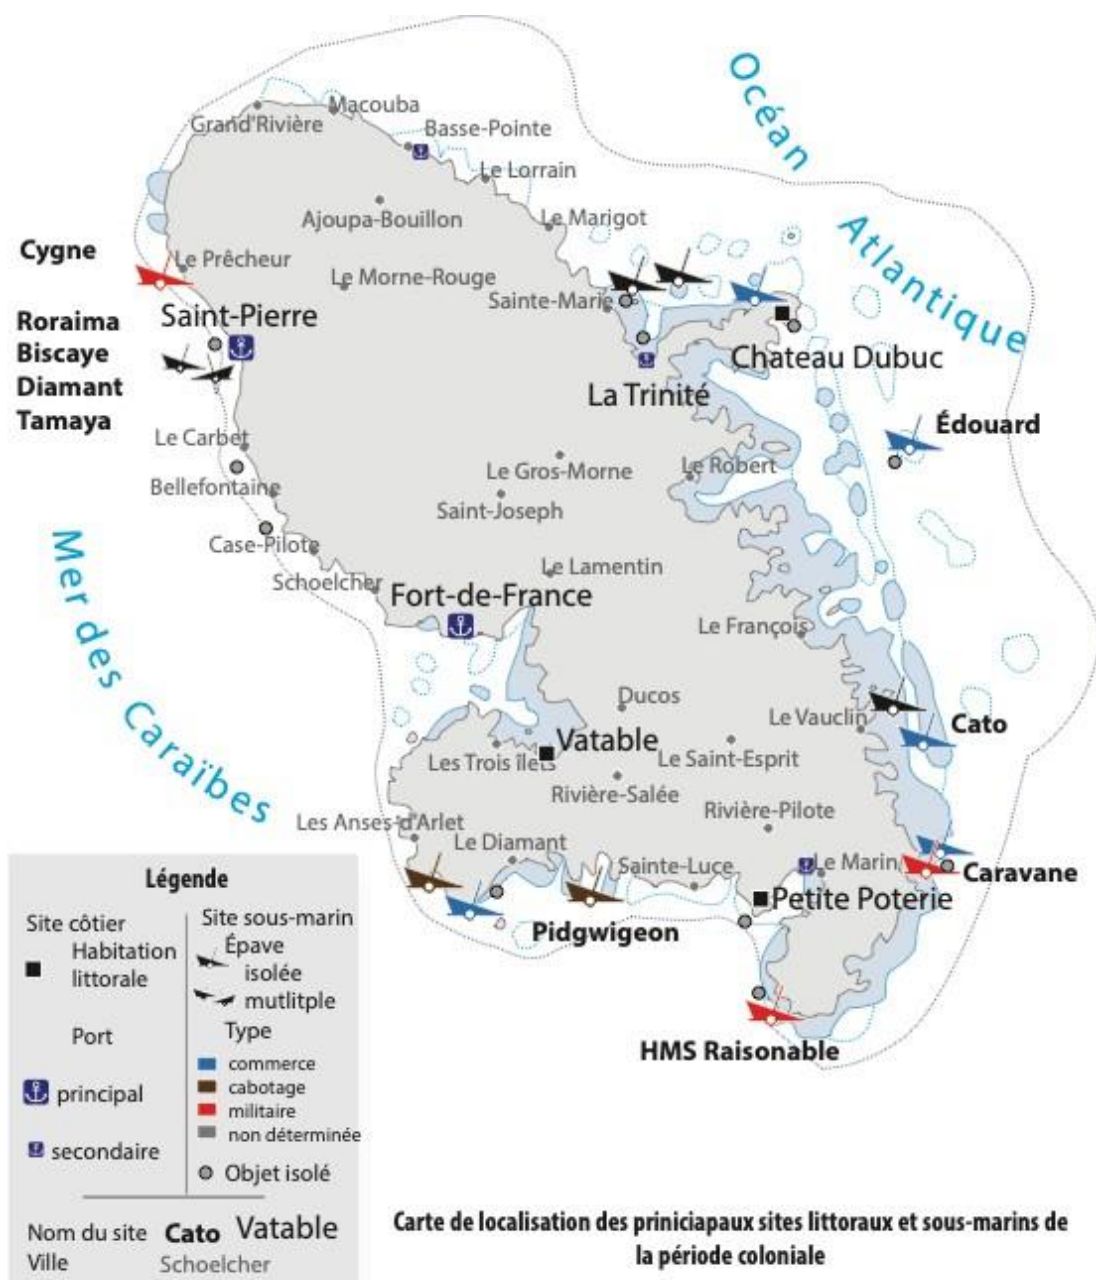 Océan
Atlantique
Macouba
Grand'Rivière
Basse-Pointe
Le Lorrain
Ajoupa-Bouillon
Le Marigot
Cygne
Le Prêcheur
Le Morne-Rouge
Sainte-Marie
Saint-Pierre
Roraima
Biscaye
Diamant
Tamaya
Chateau Dubuc
La Trinité
Édouard
Le Carbet
Le Gros-Morne
Le Robert
Bellefontaine
Saint-Joseph
Case-Pilote
Mer des Caraïbes
Schoelcher
Le Lamentin
Fort-de-France
Le François
Ducos
Le Vauclin
Cato
Vatable
Les Trois îlets
Le Saint-Esprit
Rivière-Salée
Rivière-Pilote
Les Anses-d'Arlet
Le Diamant
Sainte-Luce
Le Marin
Caravane
Petite Poterie
Pidgwigeon
HMS Raisonable
Légende
Site côtier
Habitation
littorale
Port
principal
secondaire
Site sous-marin
Épave
isolée
mutlitple
Type
commerce
cabotage
militaire
non déterminée
Objet isolé
Nom du site Cato Vatable
Ville Schoelcher
Carte de localisation des priniciapaux sites littoraux et sous-marins de
la période coloniale